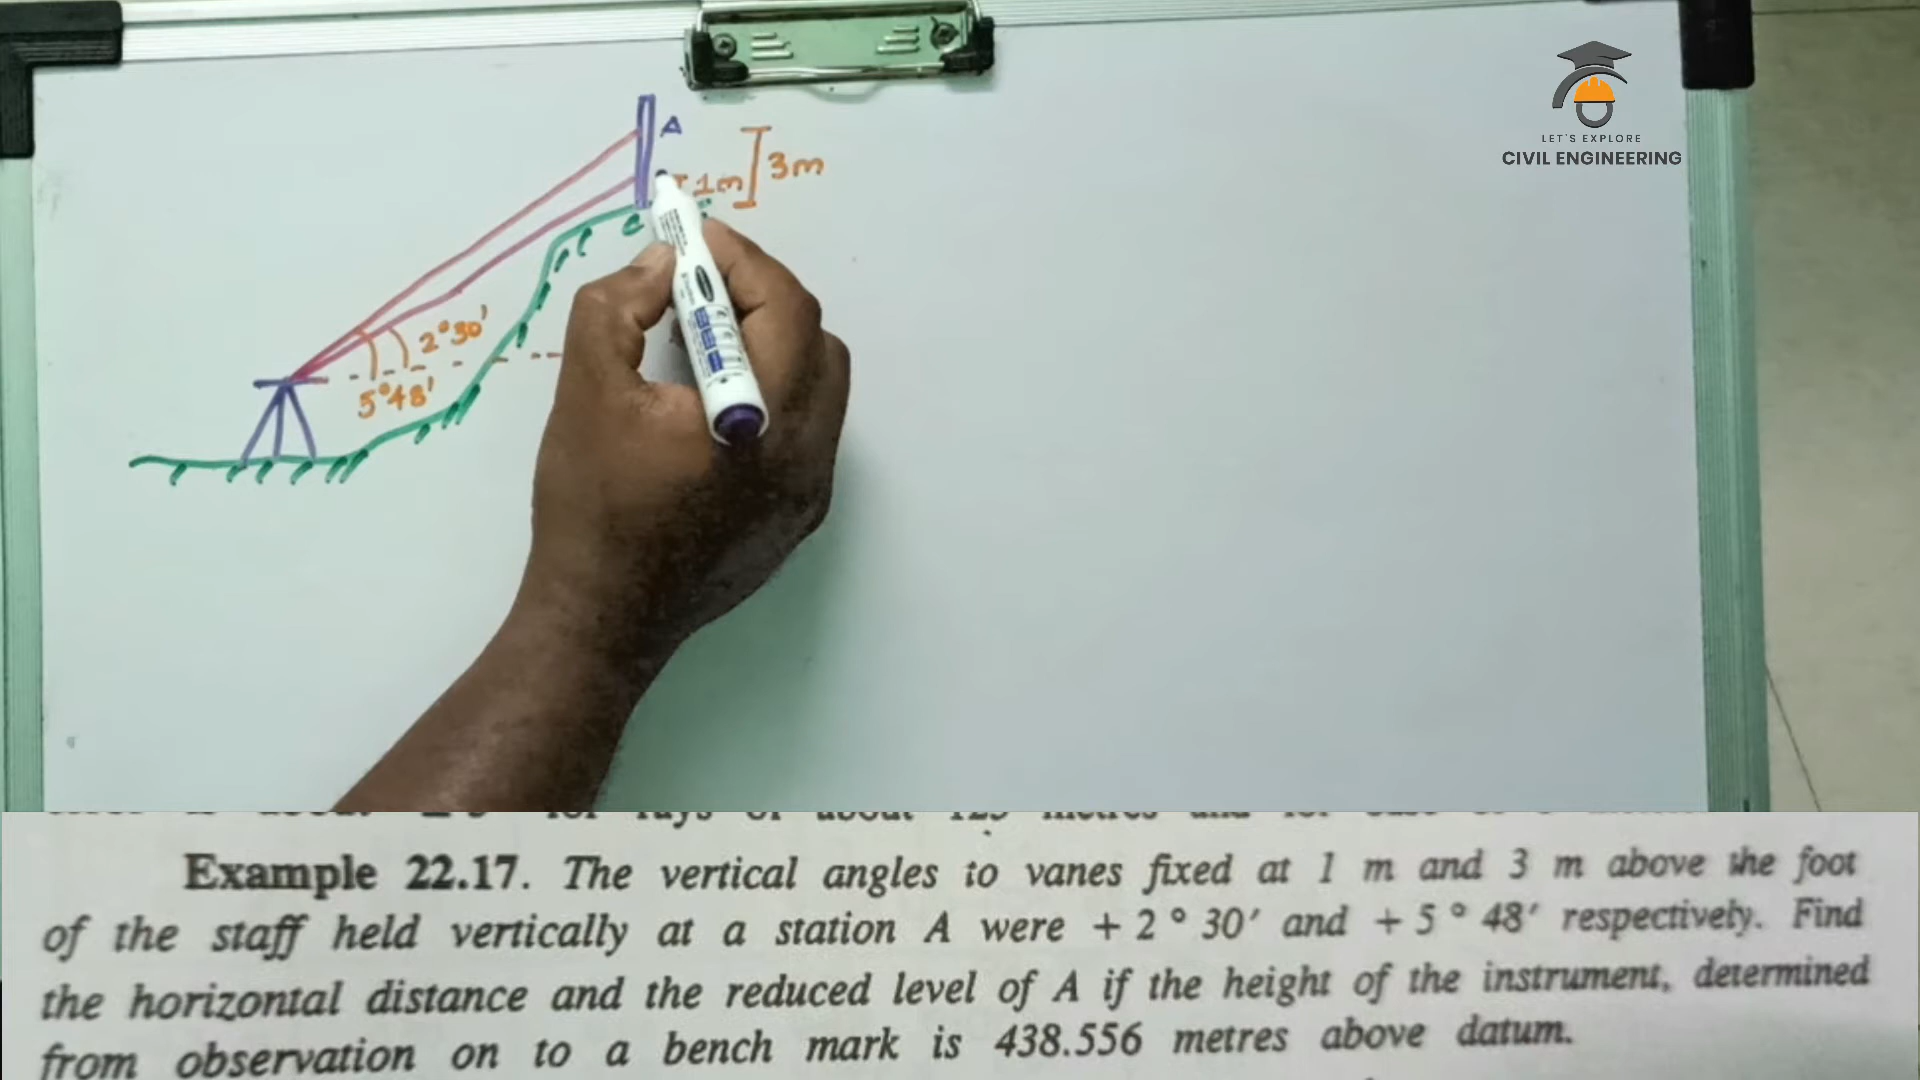 A
3m
1m
2°30'
5°48'
LET'S EXPLORE
CIVIL ENGINEERING
Example 22.17. The vertical angles to vanes fixed at 1 m and 3 m above the foot
of the staff held vertically at a station A were + 2° 30′ and + 5° 48′ respectively. Find
the horizontal distance and the reduced level of A if the height of the instrument, determined
from observation on to a bench mark is 438.556 metres above datum.